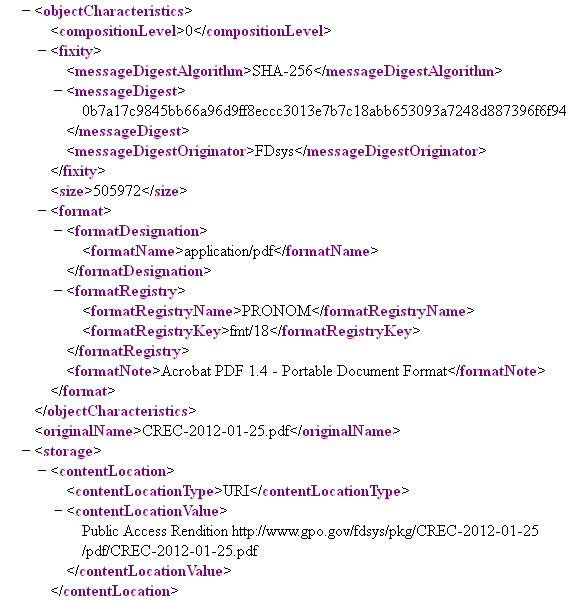 − <objectCharacteristics>
<compositionLevel>0</compositionLevel>
− <fixity>
<messageDigestAlgorithm>SHA-256</messageDigestAlgorithm>
− <messageDigest>
0b7a17c9845bb66a96d9ff8eccc3013e7b7c18abb653093a7248d887396f6f94
</messageDigest>
<messageDigestOriginator>FDsys</messageDigestOriginator>
</fixity>
<size>505972</size>
− <format>
− <formatDesignation>
<formatName>application/pdf</formatName>
</formatDesignation>
− <formatRegistry>
<formatRegistryName>PRONOM</formatRegistryName>
<formatRegistryKey>fmt/18</formatRegistryKey>
</formatRegistry>
<formatNote>Acrobat PDF 1.4 - Portable Document Format</formatNote>
</format>
</objectCharacteristics>
<originalName>CREC-2012-01-25.pdf</originalName>
− <storage>
− <contentLocation>
<contentLocationType>URI</contentLocationType>
− <contentLocationValue>
Public Access Rendition http://www.gpo.gov/fdsys/pkg/CREC-2012-01-25
/pdf/CREC-2012-01-25.pdf
</contentLocationValue>
</contentLocation>